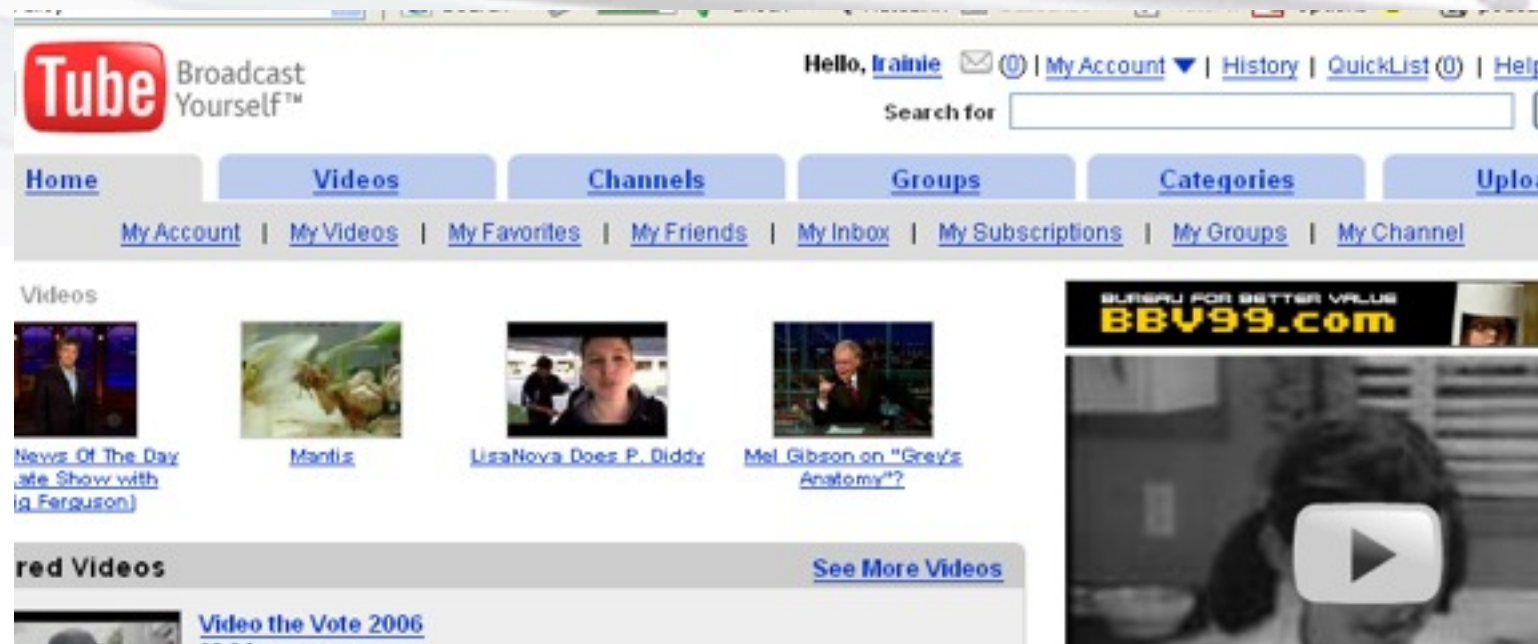 Tube Broadcast Yourself™
Hello, lrainie (0) | My Account ▼ | History | QuickList (0) | Help
Search for
Home Videos Channels Groups Categories
My Account | My Videos | My Favorites | My Friends | My Inbox | My Subscriptions | My Groups | My Channel
Videos
BUREAU FOR BETTER VALUE
BBV99.com
News Of The Day Mantis LisaNova Does P. Diddy Mel Gibson on "Grey's
Show with Anatomy"?
Ferguson)
Videos See More Videos
Video the Vote 2006